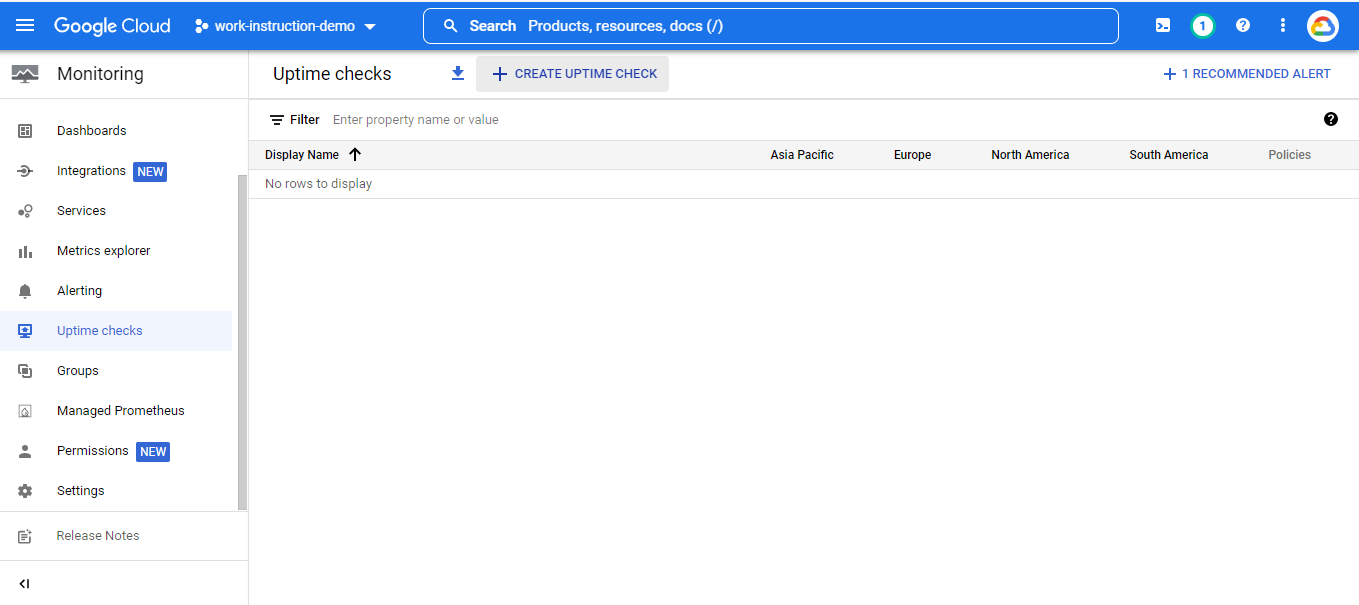 Google Cloud work-instruction-demo Search Products, resources, docs (/) 1
Monitoring
Uptime checks CREATE UPTIME CHECK 1 RECOMMENDED ALERT
Filter Enter property name or value
Display Name Asia Pacific Europe North America South America Policies
No rows to display
Dashboards
Integrations NEW
Services
Metrics explorer
Alerting
Uptime checks
Groups
Managed Prometheus
Permissions NEW
Settings
Release Notes